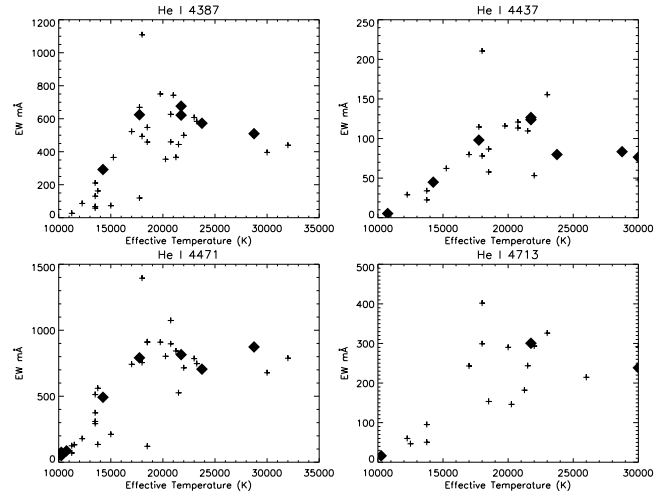 He I 4387
1200
1000
800
600
400
200
0
EW mÅ
10000 15000 20000 25000 30000 35000
Effective Temperature (K)
He I 4437
250
200
150
100
50
0
EW mÅ
10000 15000 20000 25000 30000
Effective Temperature (K)
He I 4471
1500
1000
500
0
EW mÅ
10000 15000 20000 25000 30000 35000
Effective Temperature (K)
He I 4713
500
400
300
200
100
0
EW mÅ
10000 15000 20000 25000 30000
Effective Temperature (K)